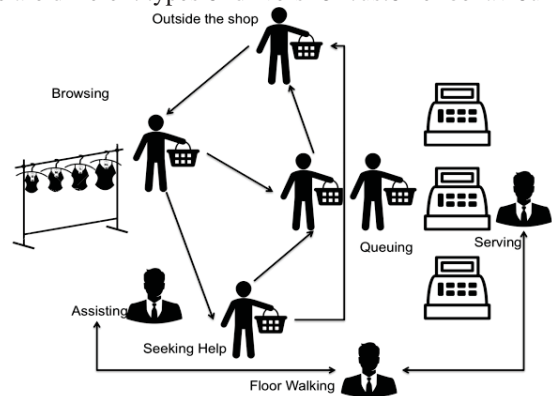 Outside the shop
Browsing
Queuing
Serving
Assisting
Seeking Help
Floor Walking